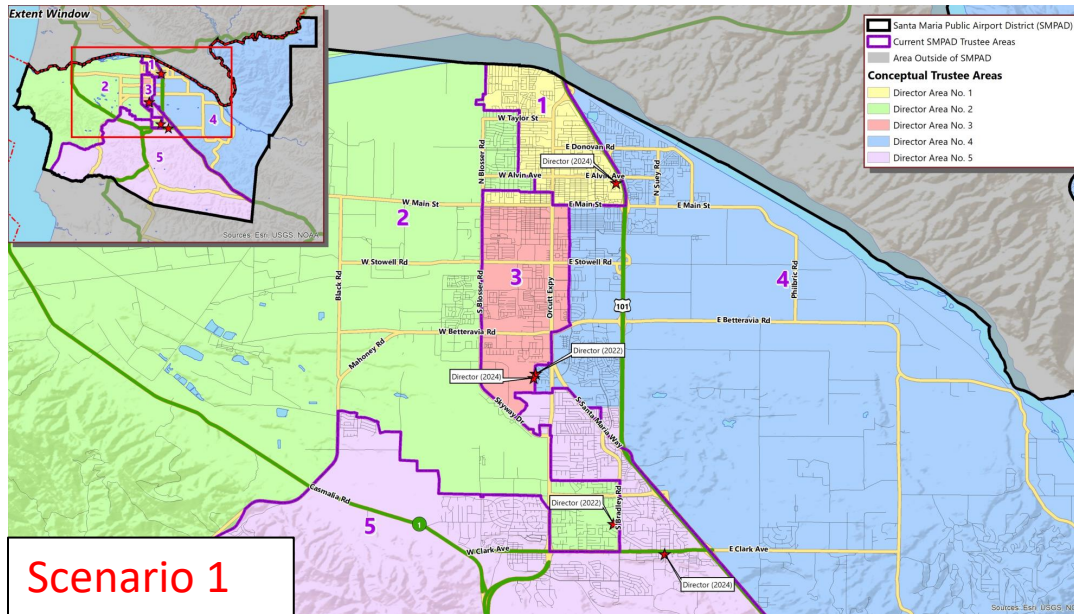 Extent Window
1
2
3
4
5
Sources: Esri, USGS, NOAA
Santa Maria Public Airport District (SMPAD)
Current SMPAD Trustee Areas
Area Outside of SMPAD
Conceptual Trustee Areas
Director Area No. 1
Director Area No. 2
Director Area No. 3
Director Area No. 4
Director Area No. 5
1
W Taylor St
N Blosser Rd
E Donovan Rd
Director (2024)
W Alvin Ave
E Alvin Ave
N Suey Rd
W Main St
E Main St
E Main St
2
Black Rd
W Stowell Rd
S Blosser Rd
3
E Stowell Rd
Orcutt Expy
101
4
Philbric Rd
W Betteravia Rd
E Betteravia Rd
Mahoney Rd
Director (2022)
Director (2024)
Skyway Dr
S Santa Maria Way
Casmalia Rd
Director (2022)
S Bradley Rd
5
1
W Clark Ave
E Clark Ave
Director (2024)
Scenario 1